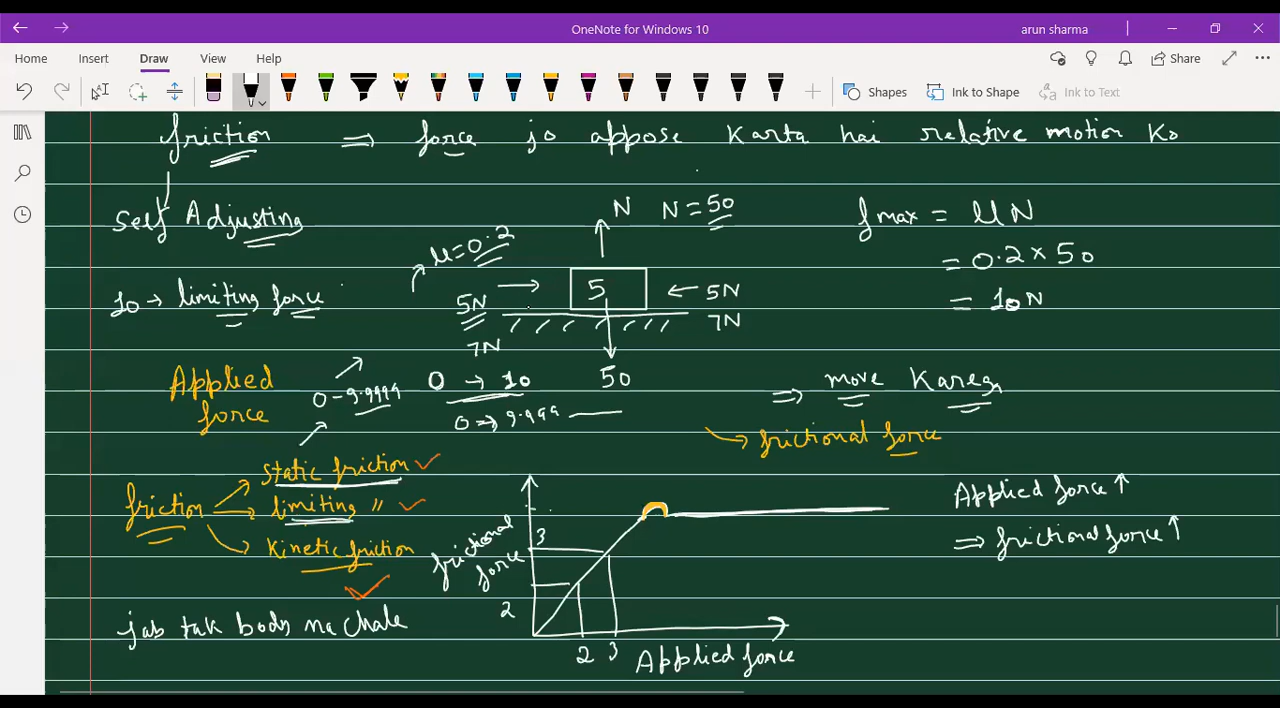 OneNote for Windows 10
arun sharma
Home Insert Draw View Help
Share
Shapes
Ink to Shape
Ink to Text
friction ⇒ force jo appose karta hai relative motion ko
Self Adjusting
N N = 50
fmax = μN
μ=0.2
= 0.2 × 50
5N → 5 ← 5N
= 10N
10 → limiting force
7N
7N
50
Applied force
0 - 9.9999
0 → 10
0 ⇒ 9.999
⇒ move Karega
frictional force
friction
static friction ✓
limiting " ✓
kinetic friction
frictional force
3
2
2 3 Applied force
Applied force ↑
⇒ frictional force ↑
jab tak body na chale